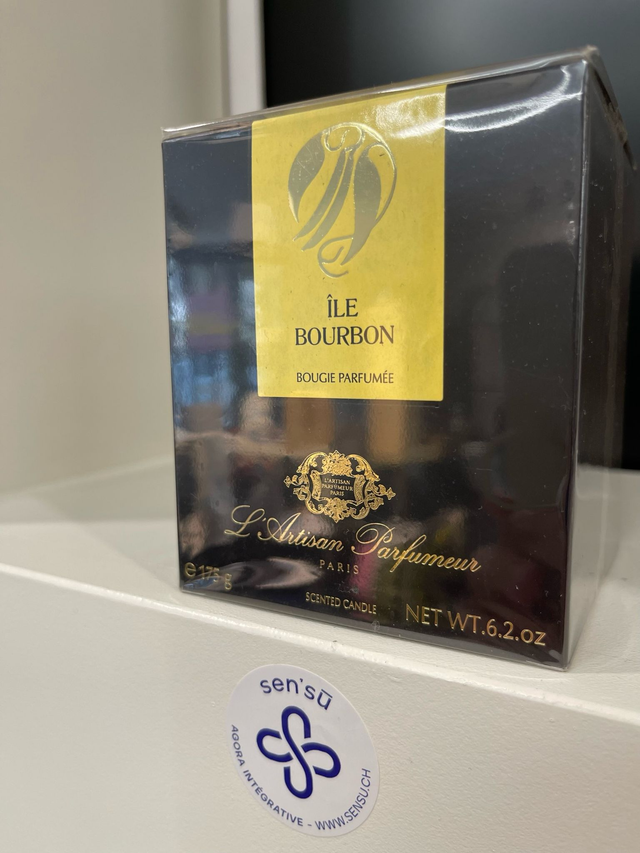 ÎLE
BOURBON
BOUGIE PARFUMÉE
L'ARTISAN
PARFUMEUR
PARIS
L'Artisan Parfumeur
PARIS
℮ 175 g
SCENTED CANDLE
NET WT.6.2.oz
sen'sū
AGORA INTÉGRATIVE - WWW.SENSU.CH